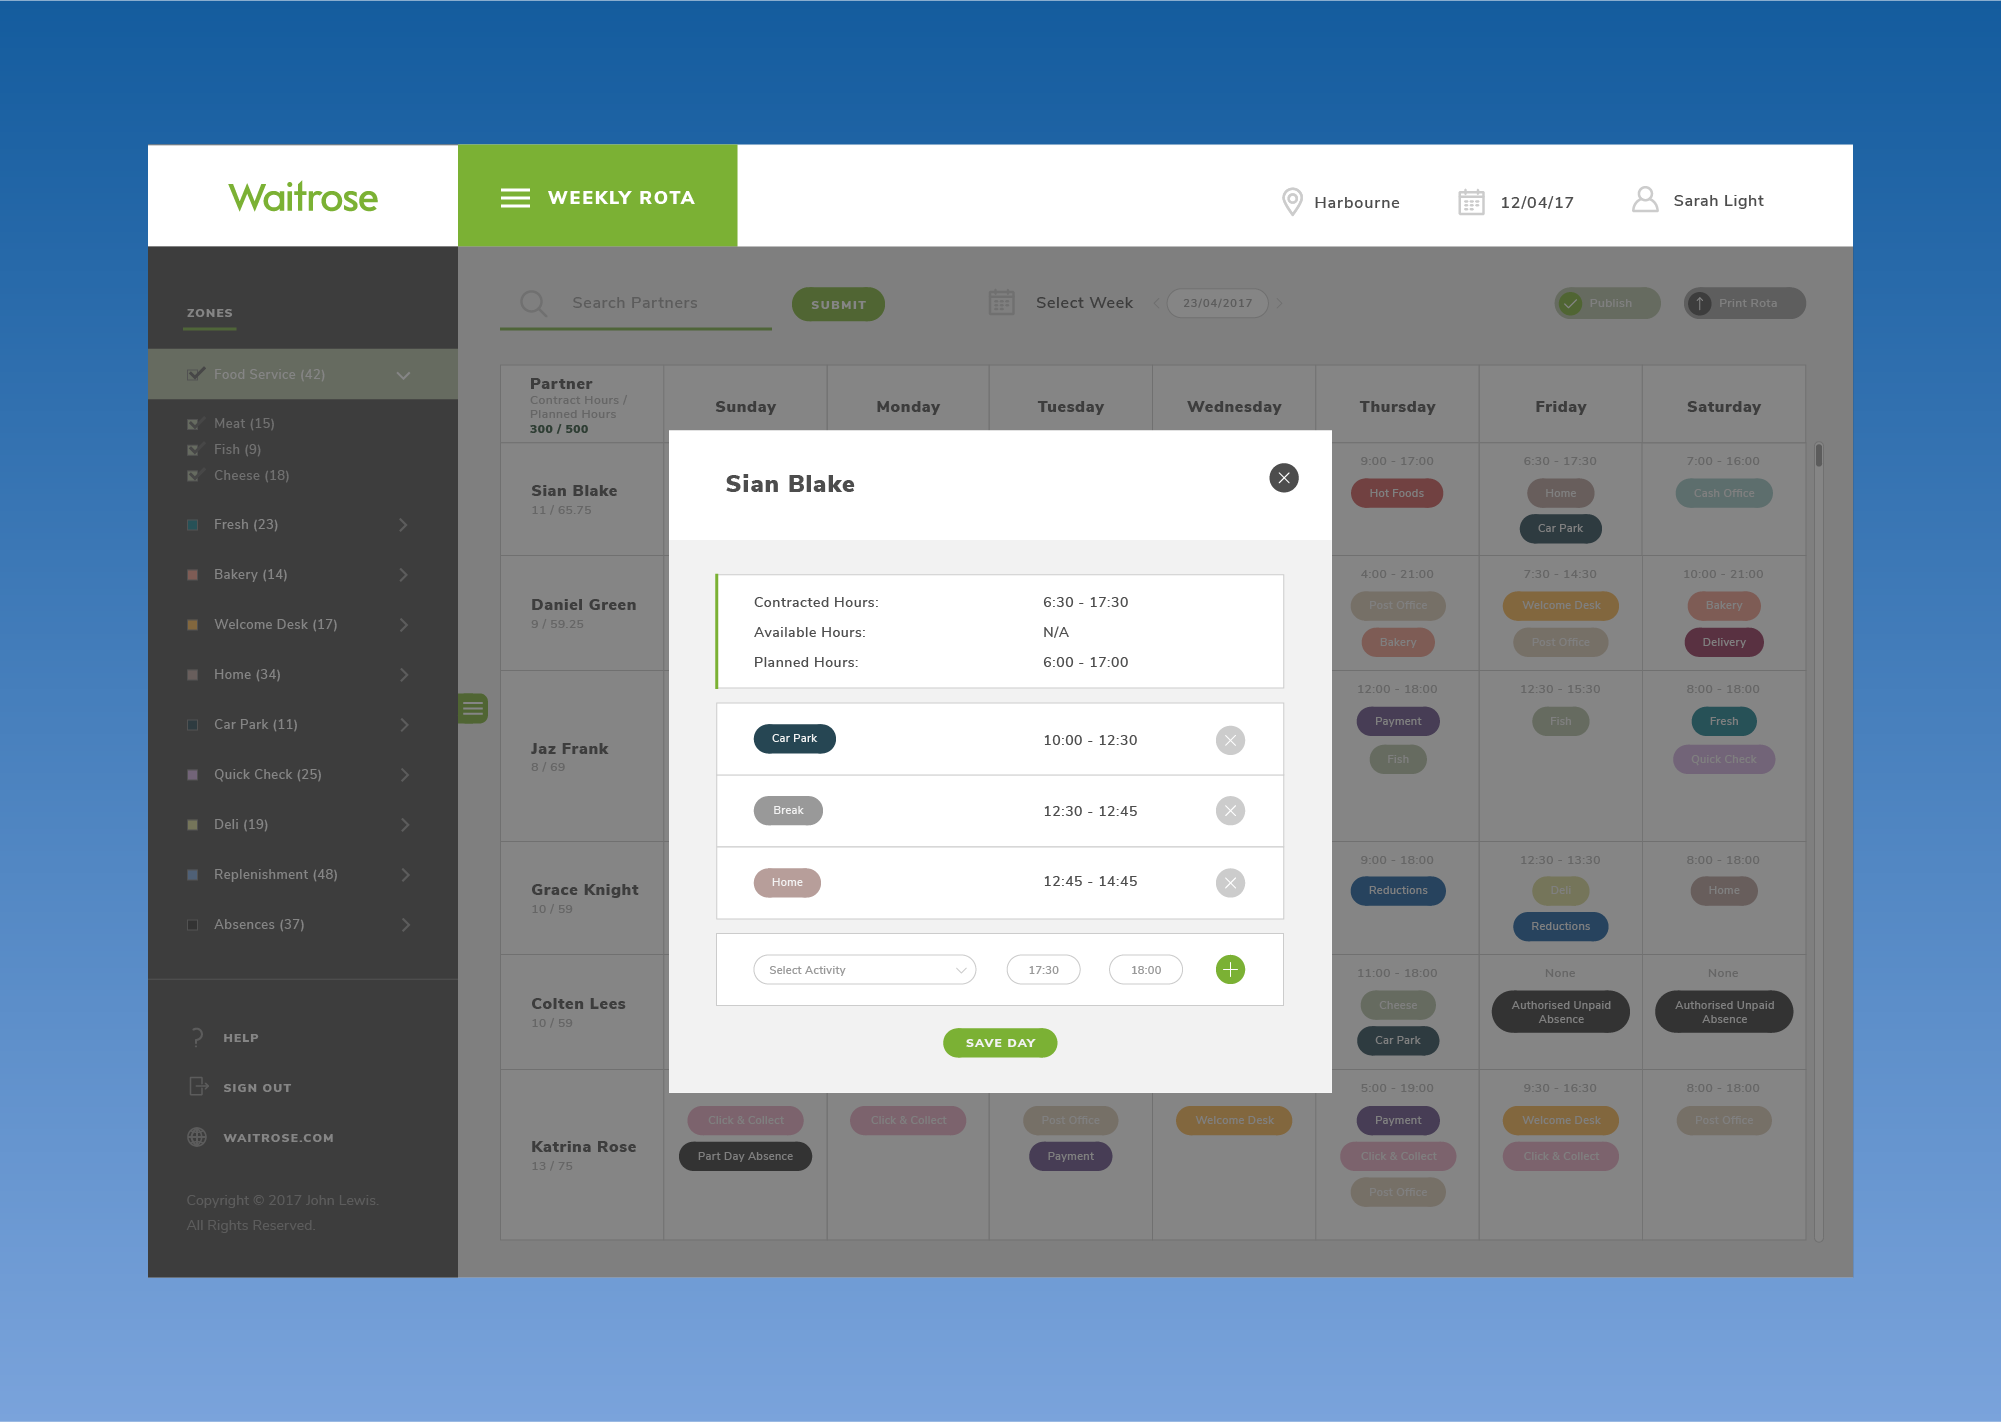 Waitrose
WEEKLY ROTA
Harbourne
12/04/17
Sarah Light
ZONES
Food Service (42)
Meat (15)
Fish (9)
Cheese (18)
Fresh (23)
Bakery (14)
Welcome Desk (17)
Home (34)
Car Park (11)
Quick Check (25)
Deli (19)
Replenishment (48)
Absences (37)
HELP
SIGN OUT
WAITROSE.COM
Copyright © 2017 John Lewis.
All Rights Reserved.
Search Partners
SUBMIT
Select Week
23/04/2017
Publish
Print Rota
Partner
Contract Hours /
Planned Hours
300 / 500
Sunday
Monday
Tuesday
Wednesday
Thursday
Friday
Saturday
Sian Blake
11 / 65.75
9:00 - 17:00
Hot Foods
6:30 - 17:30
Home
Car Park
7:00 - 16:00
Cash Office
Daniel Green
9 / 59.25
4:00 - 21:00
Post Office
Bakery
7:30 - 14:30
Welcome Desk
Post Office
10:00 - 21:00
Bakery
Delivery
Jaz Frank
8 / 69
12:00 - 18:00
Payment
Fish
12:30 - 15:30
Fish
8:00 - 18:00
Fresh
Quick Check
Grace Knight
10 / 59
9:00 - 18:00
Reductions
12:30 - 13:30
Deli
Reductions
8:00 - 18:00
Home
Colten Lees
10 / 59
11:00 - 18:00
Cheese
Car Park
None
Authorised Unpaid
Absence
None
Authorised Unpaid
Absence
Katrina Rose
13 / 75
Click & Collect
Part Day Absence
Click & Collect
Post Office
Payment
Welcome Desk
5:00 - 19:00
Payment
Click & Collect
Post Office
9:30 - 16:30
Welcome Desk
Click & Collect
8:00 - 18:00
Post Office
Sian Blake
Contracted Hours: 6:30 - 17:30
Available Hours: N/A
Planned Hours: 6:00 - 17:00
Car Park 10:00 - 12:30
Break 12:30 - 12:45
Home 12:45 - 14:45
Select Activity 17:30 18:00
SAVE DAY